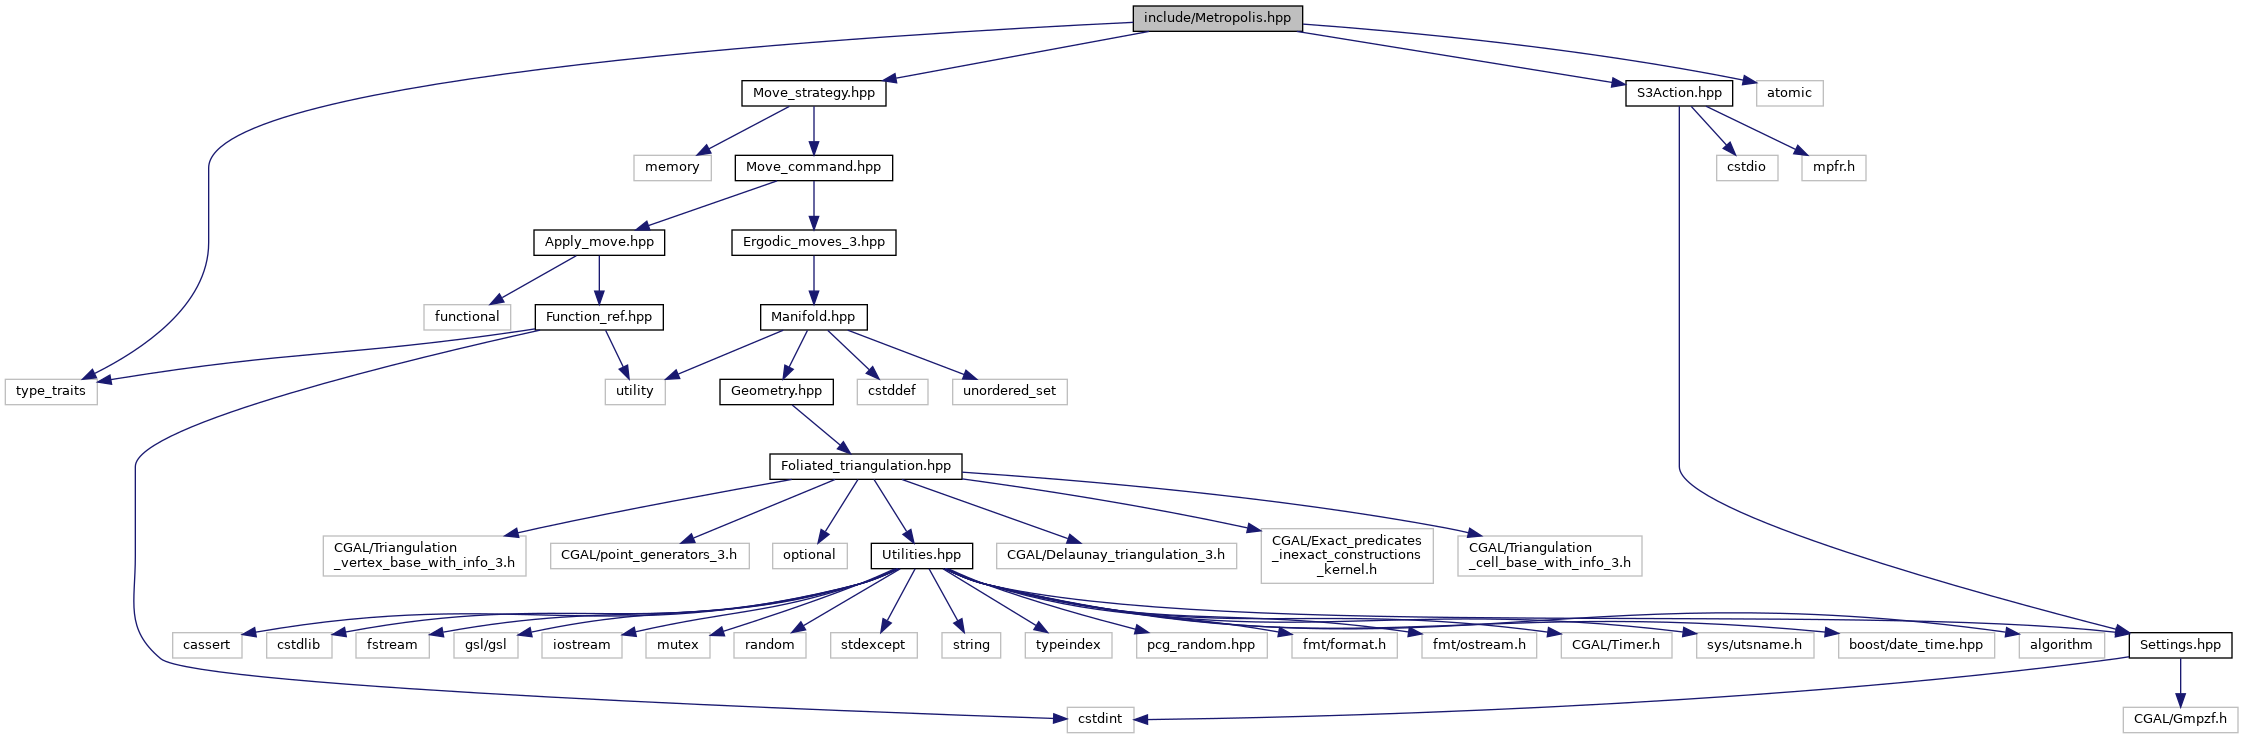 include/Metropolis.hpp
Move_strategy.hpp
S3Action.hpp
atomic
memory
Move_command.hpp
cstdio
mpfr.h
Apply_move.hpp
Ergodic_moves_3.hpp
functional
Function_ref.hpp
Manifold.hpp
type_traits
utility
Geometry.hpp
cstddef
unordered_set
Foliated_triangulation.hpp
CGAL/Triangulation
_vertex_base_with_info_3.h
CGAL/point_generators_3.h
optional
Utilities.hpp
CGAL/Delaunay_triangulation_3.h
CGAL/Exact_predicates
_inexact_constructions
_kernel.h
CGAL/Triangulation
_cell_base_with_info_3.h
cassert
cstdlib
fstream
gsl/gsl
iostream
mutex
random
stdexcept
string
typeindex
pcg_random.hpp
fmt/format.h
fmt/ostream.h
CGAL/Timer.h
sys/utsname.h
boost/date_time.hpp
algorithm
Settings.hpp
cstdint
CGAL/Gmpzf.h